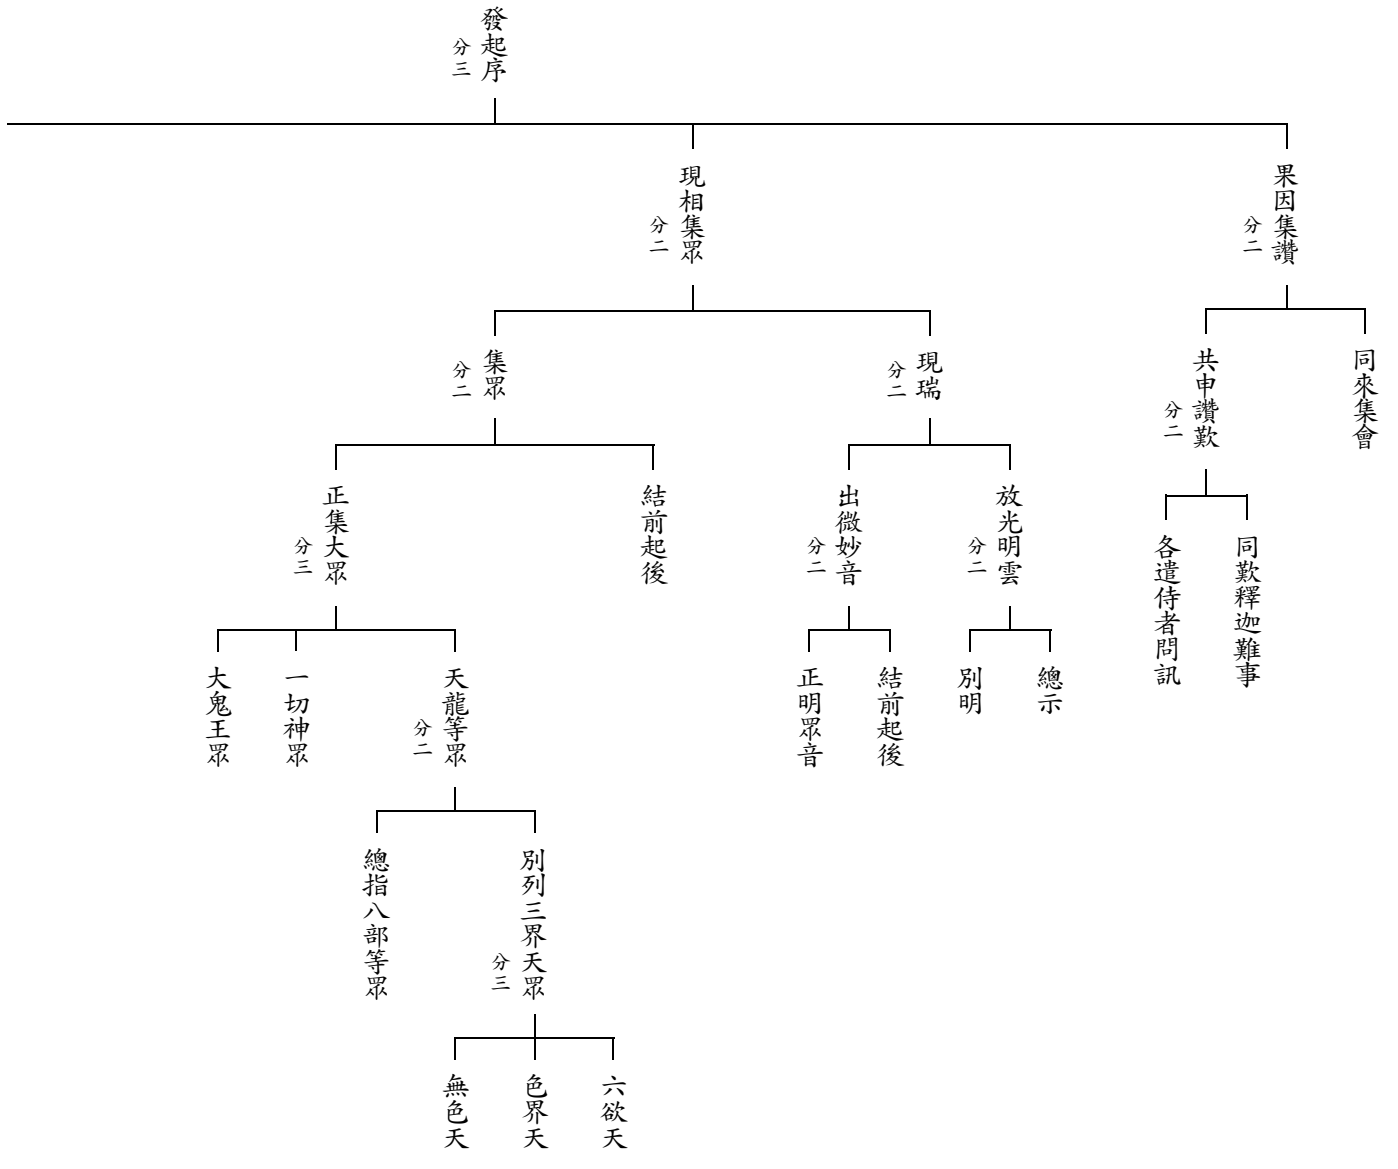 發起序
分三
果因集讚
分二
現相集眾
分二
同來集會
共申讚歎
分二
現瑞
分二
集眾
分二
同歎釋迦難事
各遣侍者問訊
放光明雲
分二
出微妙音
分二
結前起後
正集大眾
分三
總示
別明
結前起後
正明眾音
天龍等眾
分二
一切神眾
大鬼王眾
別列三界天眾
分三
總指八部等眾
六欲天
色界天
無色天